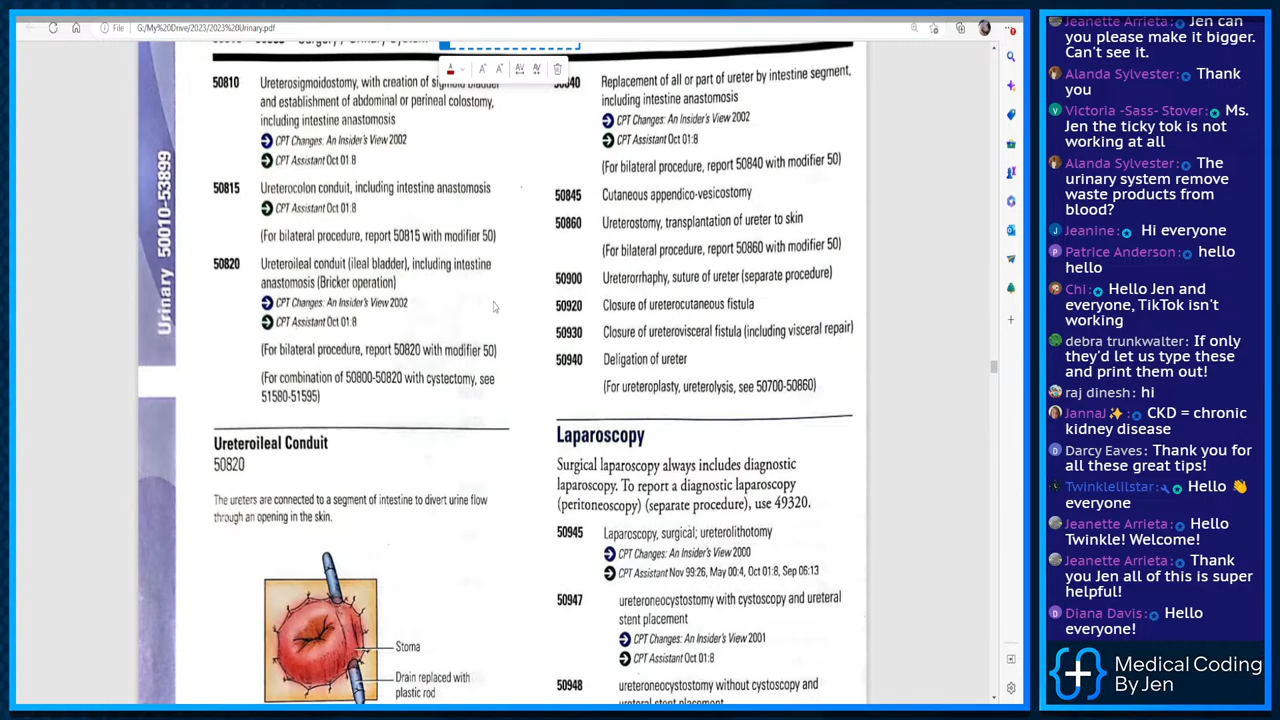 File
G:/My%20Drive/2023/2023%20Urinary.pdf
Urinary 50010-53899
50810 Ureterosigmoidostomy, with creation of sigmoid bladder
and establishment of abdominal or perineal colostomy,
including intestine anastomosis
CPT Changes: An Insider's View 2002
CPT Assistant Oct 01:8
50815 Ureterocolon conduit, including intestine anastomosis
CPT Assistant Oct 01:8
(For bilateral procedure, report 50815 with modifier 50)
50820 Ureteroileal conduit (ileal bladder), including intestine
anastomosis (Bricker operation)
CPT Changes: An Insider's View 2002
CPT Assistant Oct 01:8
(For bilateral procedure, report 50820 with modifier 50)
(For combination of 50800-50820 with cystectomy, see
51580-51595)
Ureteroileal Conduit
50820
The ureters are connected to a segment of intestine to divert urine flow
through an opening in the skin.
Stoma
Drain replaced with
plastic rod
Replacement of all or part of ureter by intestine segment,
including intestine anastomosis
CPT Changes: An Insider's View 2002
CPT Assistant Oct 01:8
(For bilateral procedure, report 50840 with modifier 50)
50845 Cutaneous appendico-vesicostomy
50860 Ureterostomy, transplantation of ureter to skin
(For bilateral procedure, report 50860 with modifier 50)
50900 Ureterorrhaphy, suture of ureter (separate procedure)
50920 Closure of ureterocutaneous fistula
50930 Closure of ureterovisceral fistula (including visceral repair)
50940 Deligation of ureter
(For ureteroplasty, ureterolysis, see 50700-50860)
Laparoscopy
Surgical laparoscopy always includes diagnostic
laparoscopy. To report a diagnostic laparoscopy
(peritoneoscopy) (separate procedure), use 49320.
50945 Laparoscopy, surgical; ureterolithotomy
CPT Changes: An Insider's View 2000
CPT Assistant Nov 99:26, May 00:4, Oct 01:8, Sep 06:13
50947 ureteroneocystostomy with cystoscopy and ureteral
stent placement
CPT Changes: An Insider's View 2001
CPT Assistant Oct 01:8
50948 ureteroneocystostomy without cystoscopy and
ureteral stent placement
Jeanette Arrieta: Jen can
you please make it bigger.
Can't see it.
Alanda Sylvester: Thank
you
Victoria -Sass- Stover: Ms.
Jen the ticky tok is not
working at all
Alanda Sylvester: The
urinary system remove
waste products from
blood?
Jeanine: Hi everyone
Patrice Anderson: hello
hello
Chi: Hello Jen and
everyone, TikTok isn't
working
debra trunkwalter: If only
they'd let us type these
and print them out!
raj dinesh: hi
JannaJ✨: CKD = chronic
kidney disease
Darcy Eaves: Thank you for
all these great tips!
Twinklelilstar: Hello 👋
everyone
Jeanette Arrieta: Hello
Twinkle! Welcome!
Jeanette Arrieta: Thank
you Jen all of this is super
helpful!
Diana Davis: Hello
everyone!
Medical Coding
By Jen